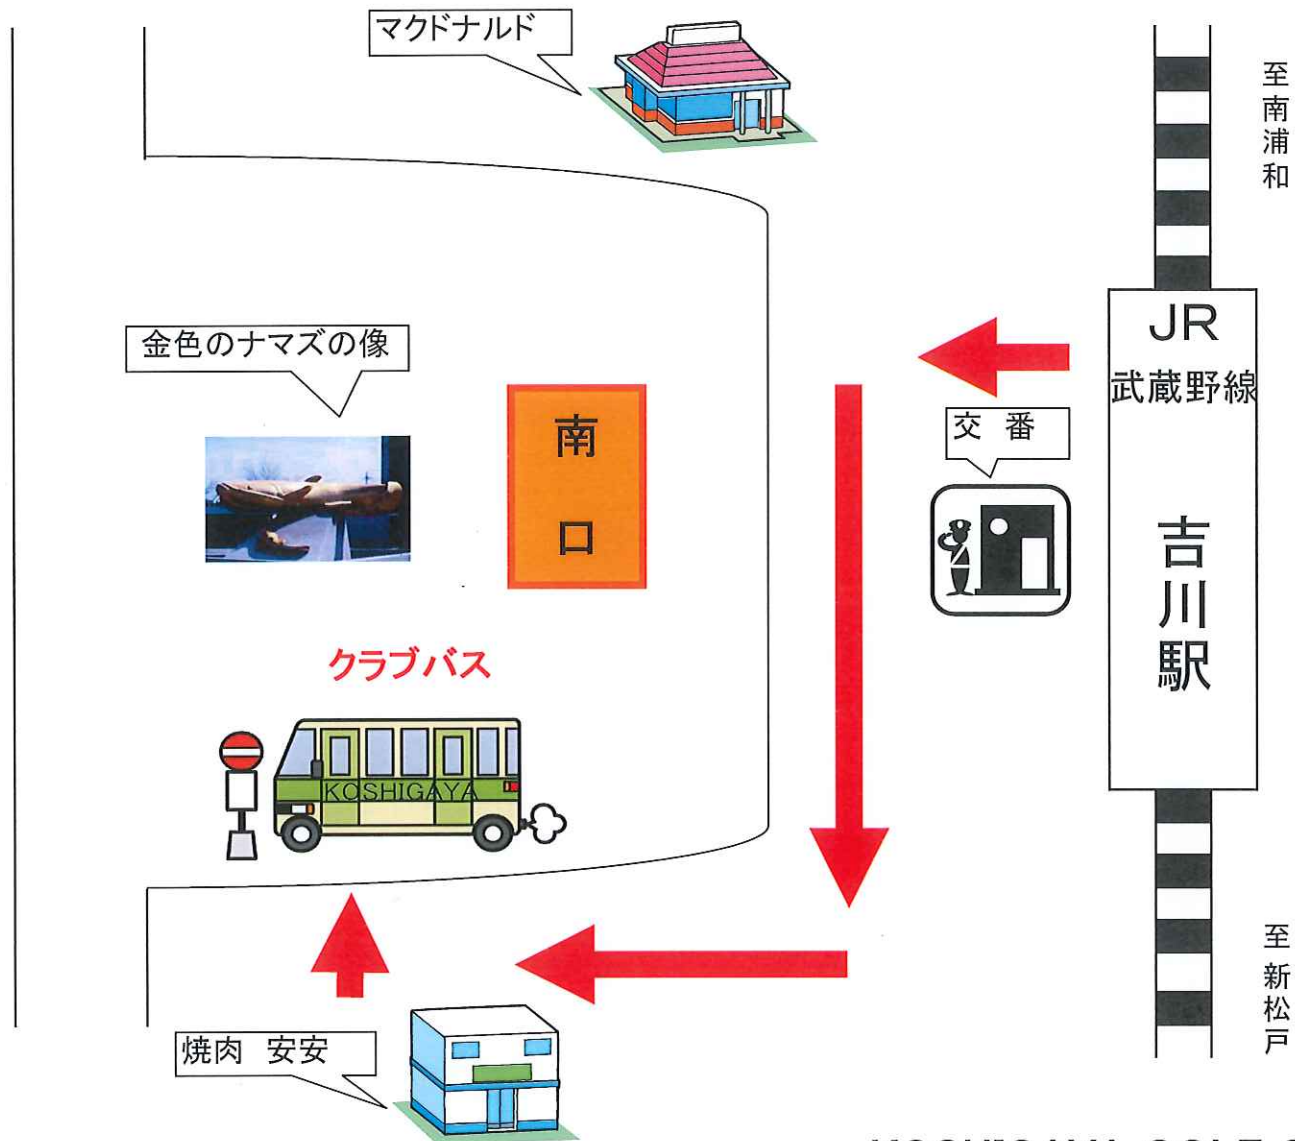 マクドナルド
至南浦和
金色のナマズの像
JR
武蔵野線
吉川駅
交 番
南口
クラブバス
KOSHIGAYA
焼肉 安安
至新松戸